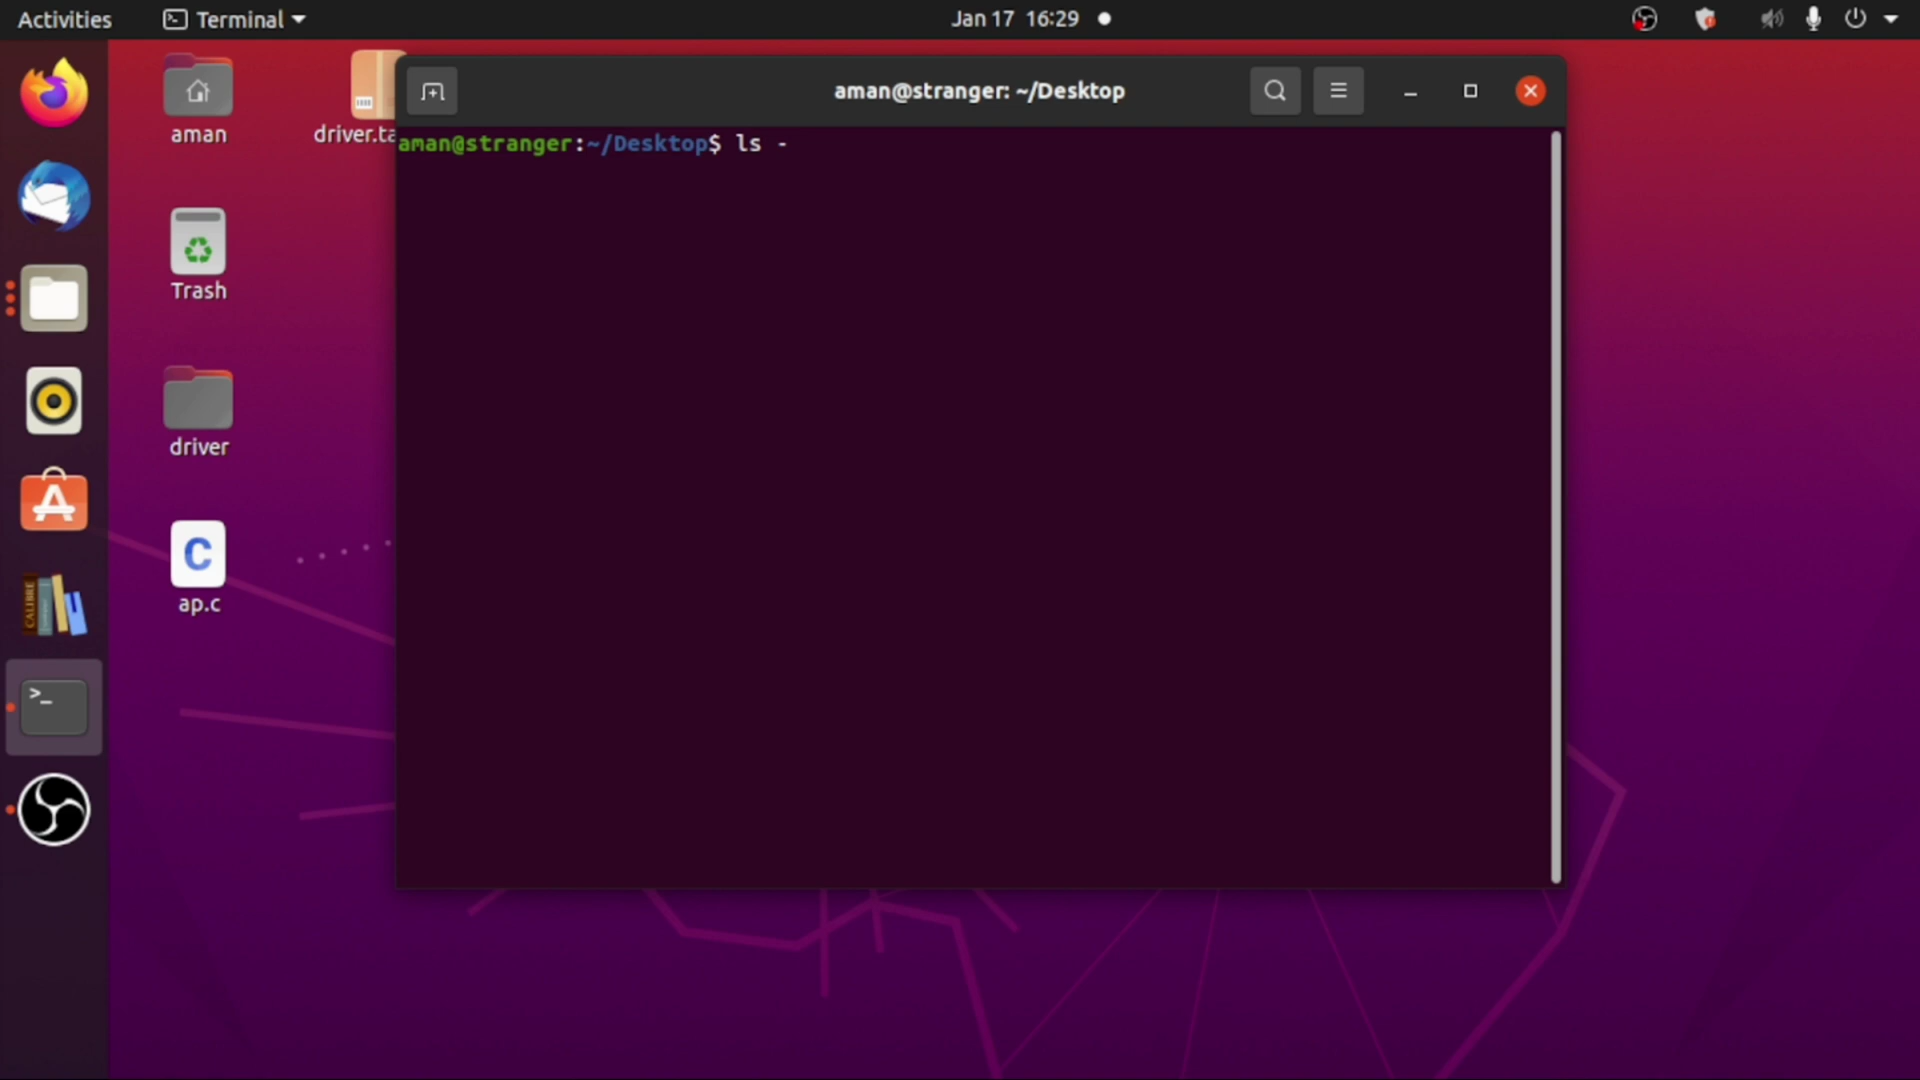 Activities
Terminal
Jan 17 16:29
aman@stranger: ~/Desktop
aman@stranger:~/Desktop$ ls -
aman
driver.ta
Trash
driver
C
ap.c
CALIBRE
>_